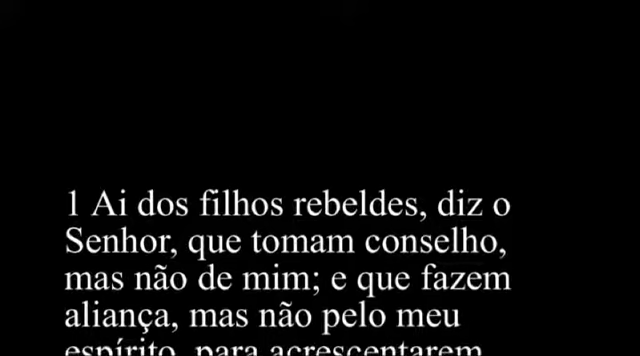 1 Ai dos filhos rebeldes, diz o
Senhor, que tomam conselho,
mas não de mim; e que fazem
aliança, mas não pelo meu
espírito, para acrescentarem